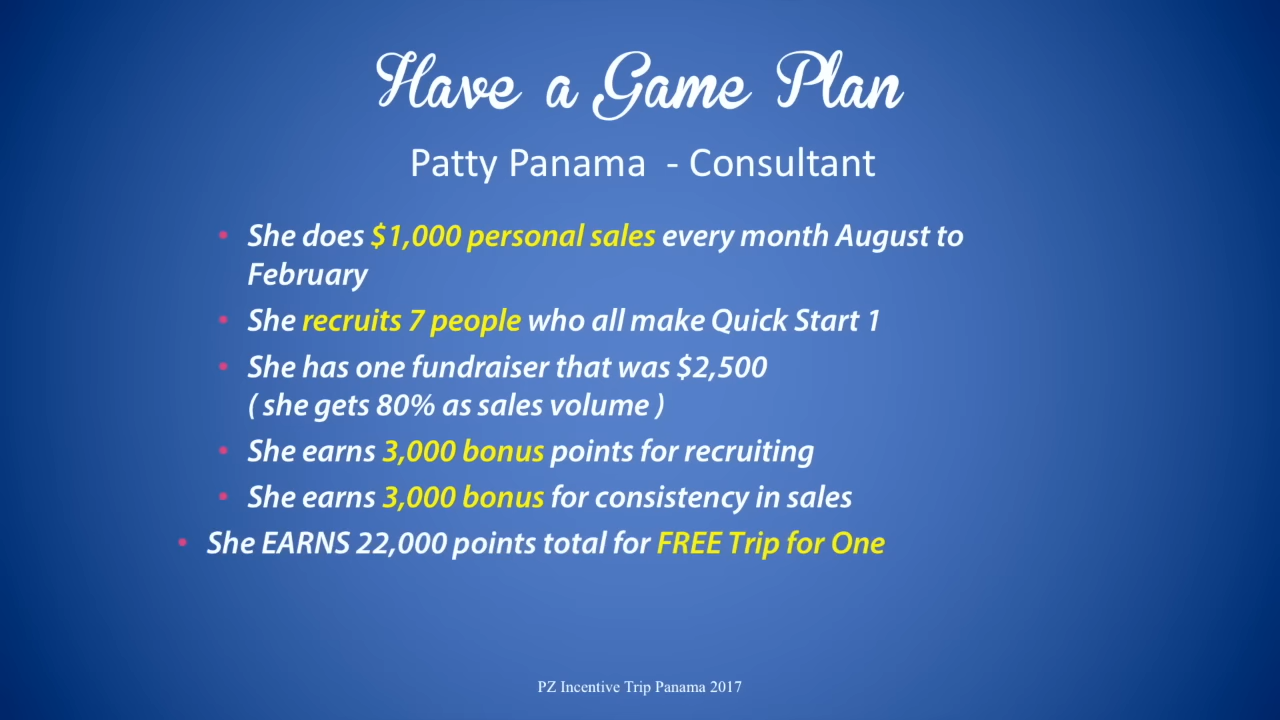 Have a Game Plan
Patty Panama - Consultant
• She does $1,000 personal sales every month August to
February
• She recruits 7 people who all make Quick Start 1
• She has one fundraiser that was $2,500
( she gets 80% as sales volume )
• She earns 3,000 bonus points for recruiting
• She earns 3,000 bonus for consistency in sales
• She EARNS 22,000 points total for FREE Trip for One
PZ Incentive Trip Panama 2017